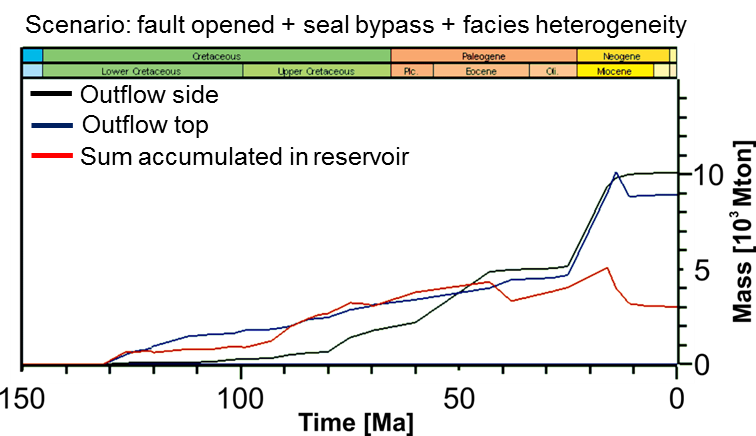 Scenario: fault opened + seal bypass + facies heterogeneity
Cretaceous Paleogene Neogene
Lower Cretaceous Upper Cretaceous Plc. Eocene Oli. Miocene
Outflow side
Outflow top
Sum accumulated in reservoir
10
5
0
Mass [10³ Mton]
150 100 50 0
Time [Ma]